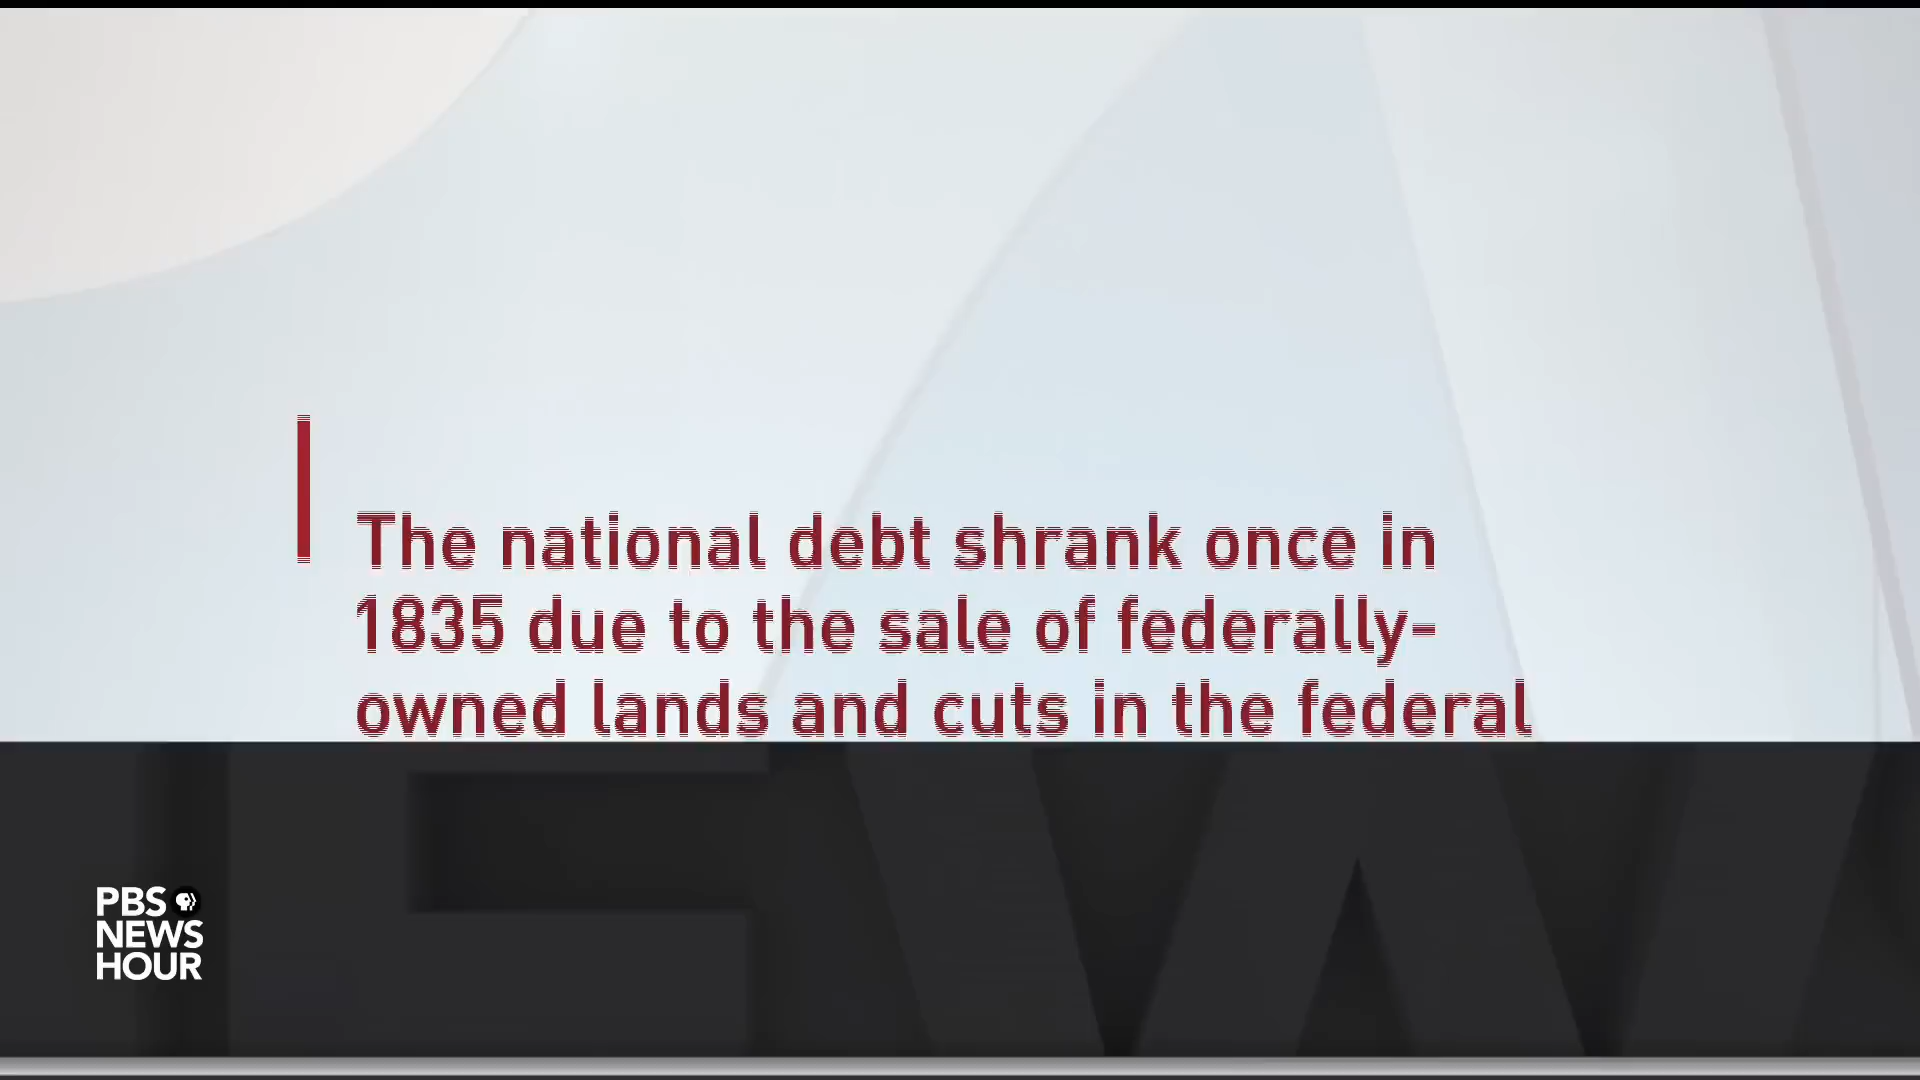 The national debt shrank once in
1835 due to the sale of federally-
owned lands and cuts in the federal
PBS
NEWS
HOUR